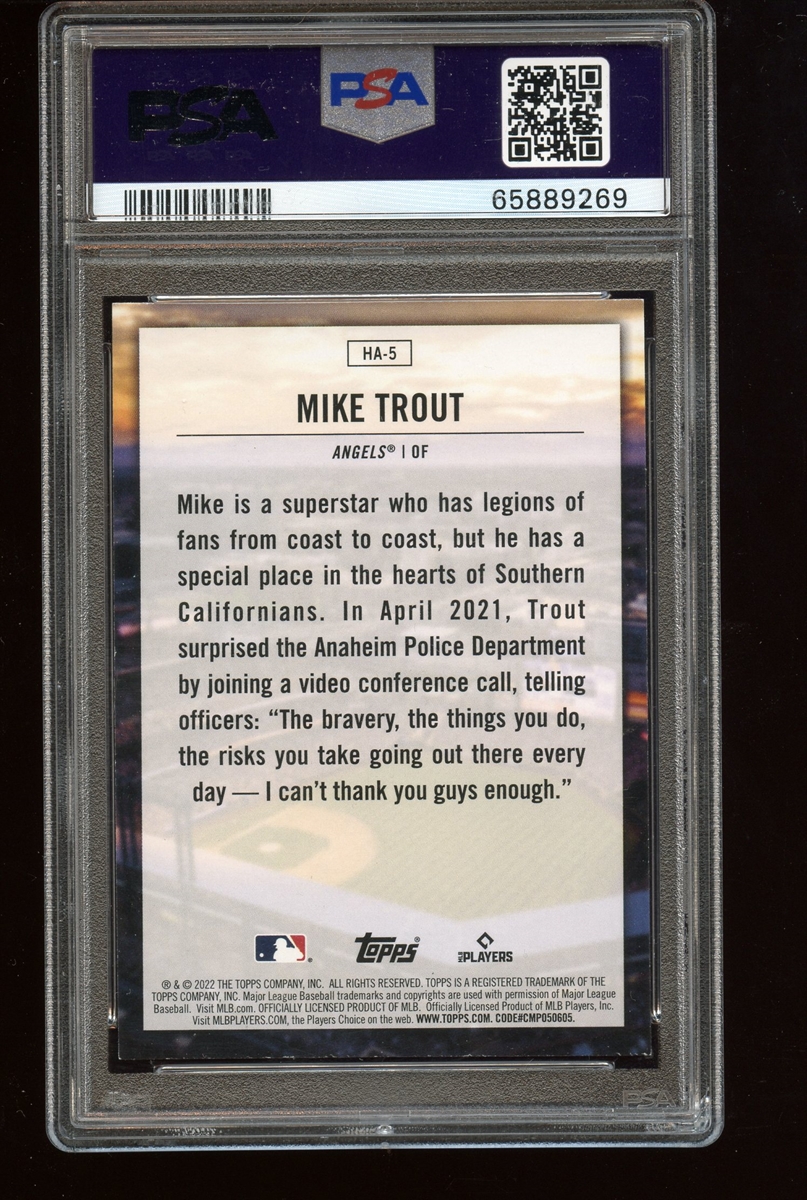 PSA
PSA
65889269
HA-5
MIKE TROUT
ANGELS® | OF
Mike is a superstar who has legions of
fans from coast to coast, but he has a
special place in the hearts of Southern
Californians. In April 2021, Trout
surprised the Anaheim Police Department
by joining a video conference call, telling
officers: “The bravery, the things you do,
the risks you take going out there every
day — I can’t thank you guys enough.”
Topps®
MLB PLAYERS
® & © 2022 THE TOPPS COMPANY, INC. ALL RIGHTS RESERVED. TOPPS IS A REGISTERED TRADEMARK OF THE
TOPPS COMPANY, INC. Major League Baseball trademarks and copyrights are used with permission of Major League
Baseball. Visit MLB.com. OFFICIALLY LICENSED PRODUCT OF MLB. Officially Licensed Product of MLB Players, Inc.
Visit MLBPLAYERS.COM, the Players Choice on the web. WWW.TOPPS.COM. CODE#CMP050605.
PSA